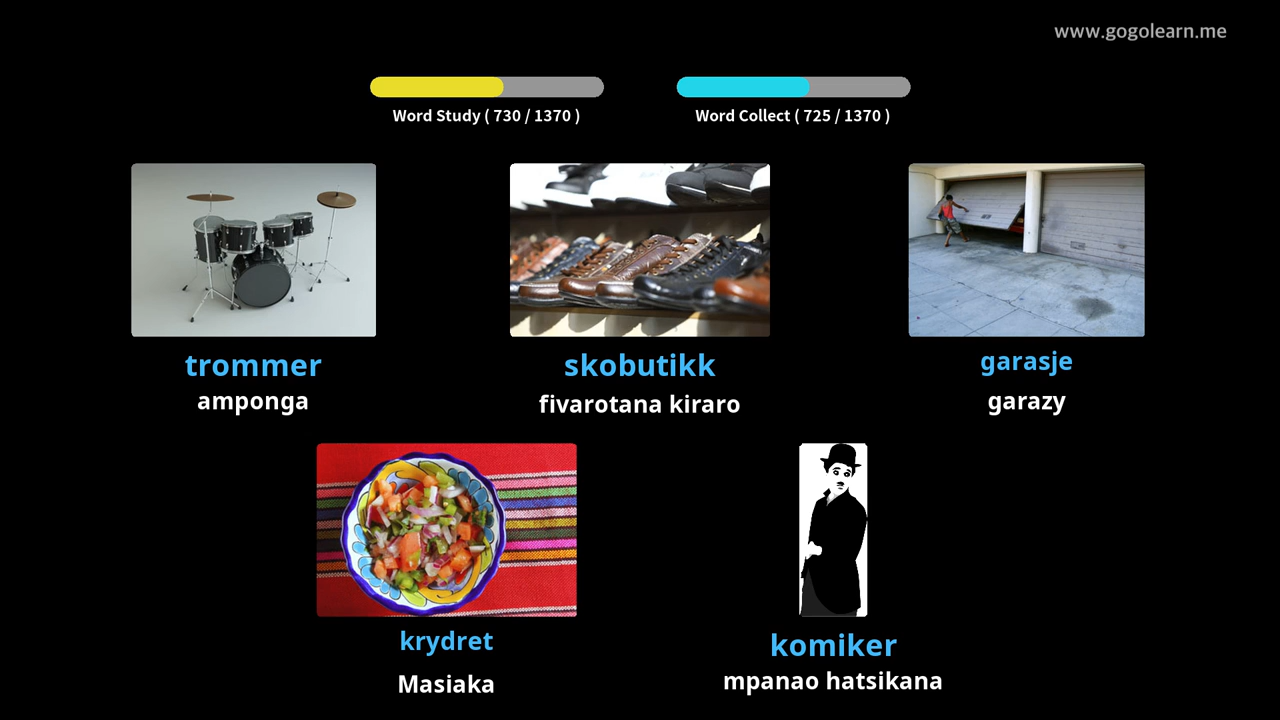 www.gogolearn.me
Word Study ( 730 / 1370 )
Word Collect ( 725 / 1370 )
trommer
amponga
skobutikk
fivarotana kiraro
garasje
garazy
krydret
Masiaka
komiker
mpanao hatsikana